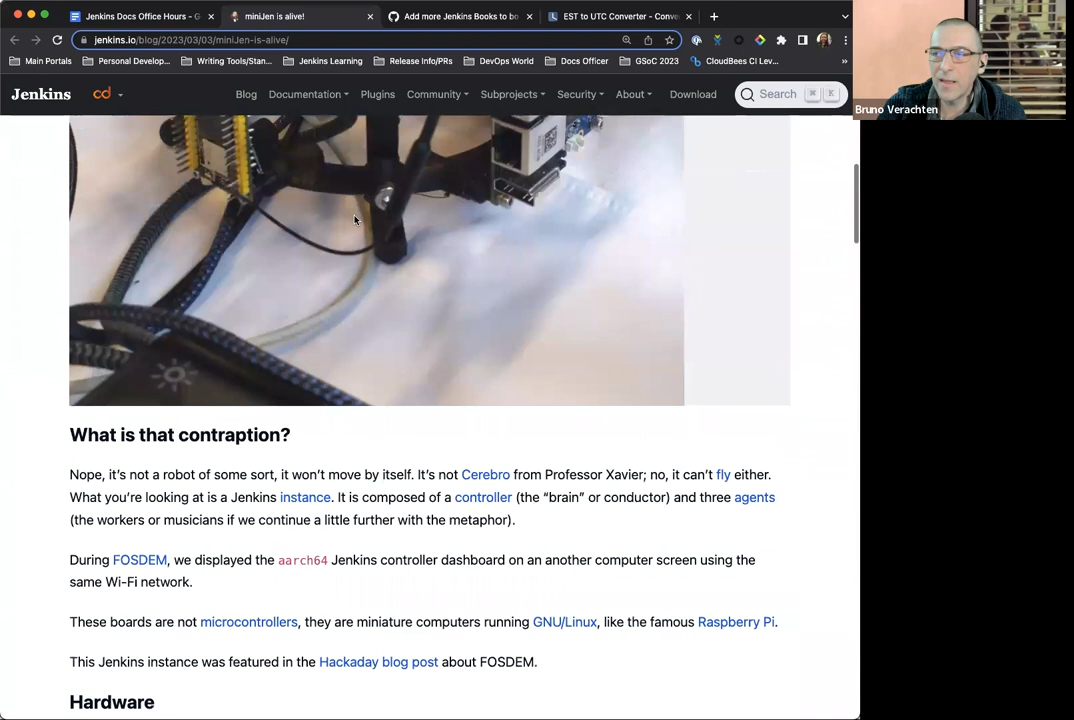 Jenkins Docs Office Hours - G
miniJen is alive!
Add more Jenkins Books to bo
EST to UTC Converter - Conve
jenkins.io/blog/2023/03/03/miniJen-is-alive/
Main Portals
Personal Develop...
Writing Tools/Stan...
Jenkins Learning
Release Info/PRs
DevOps World
Docs Officer
GSoC 2023
CloudBees CI Lev...
Jenkins
cd
Blog
Documentation
Plugins
Community
Subprojects
Security
About
Download
Search
⌘ K
Bruno Verachten
What is that contraption?
Nope, it’s not a robot of some sort, it won’t move by itself. It’s not Cerebro from Professor Xavier; no, it can’t fly either.
What you’re looking at is a Jenkins instance. It is composed of a controller (the “brain” or conductor) and three agents
(the workers or musicians if we continue a little further with the metaphor).
During FOSDEM, we displayed the aarch64 Jenkins controller dashboard on an another computer screen using the
same Wi-Fi network.
These boards are not microcontrollers, they are miniature computers running GNU/Linux, like the famous Raspberry Pi.
This Jenkins instance was featured in the Hackaday blog post about FOSDEM.
Hardware